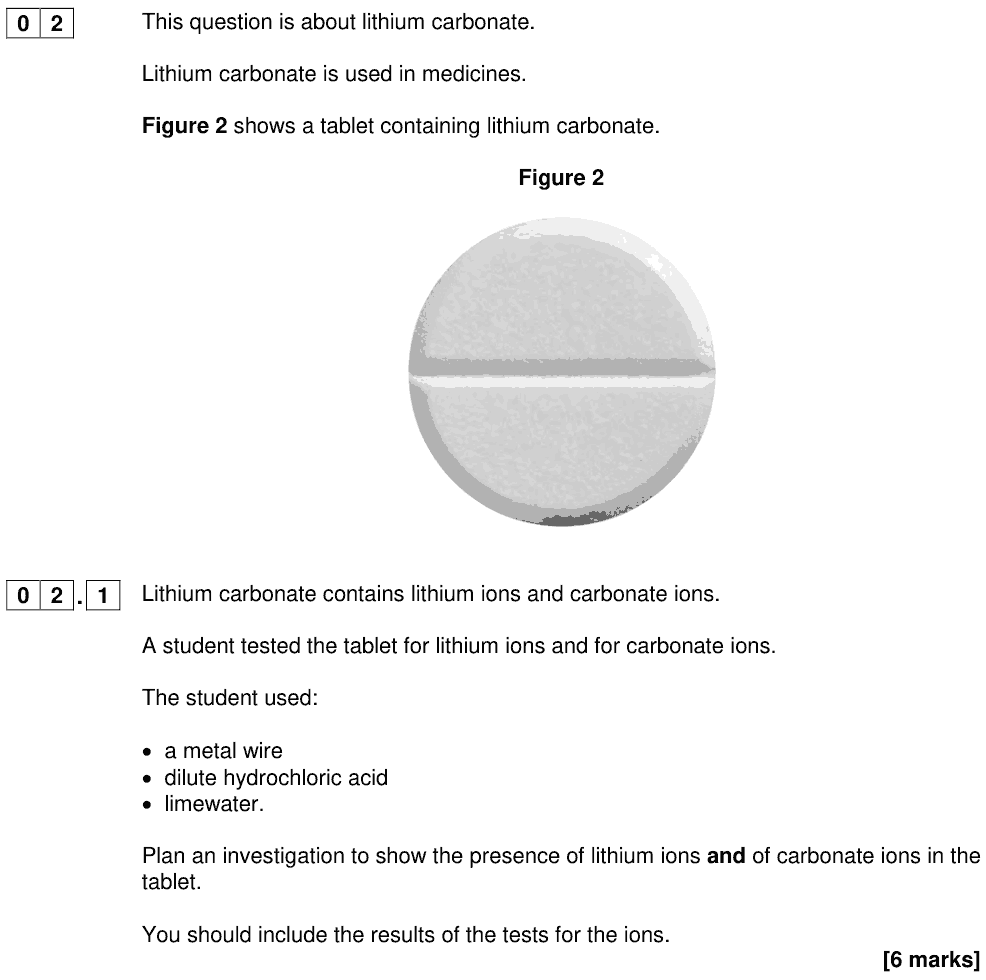 0 2 This question is about lithium carbonate.
Lithium carbonate is used in medicines.
Figure 2 shows a tablet containing lithium carbonate.
Figure 2
0 2 . 1 Lithium carbonate contains lithium ions and carbonate ions.
A student tested the tablet for lithium ions and for carbonate ions.
The student used:
• a metal wire
• dilute hydrochloric acid
• limewater.
Plan an investigation to show the presence of lithium ions and of carbonate ions in the
tablet.
You should include the results of the tests for the ions.
[6 marks]